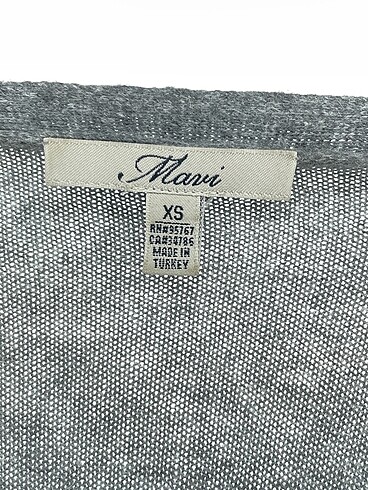 Mavi
XS
RN#95767
CA#34786
MADE IN
TURKEY